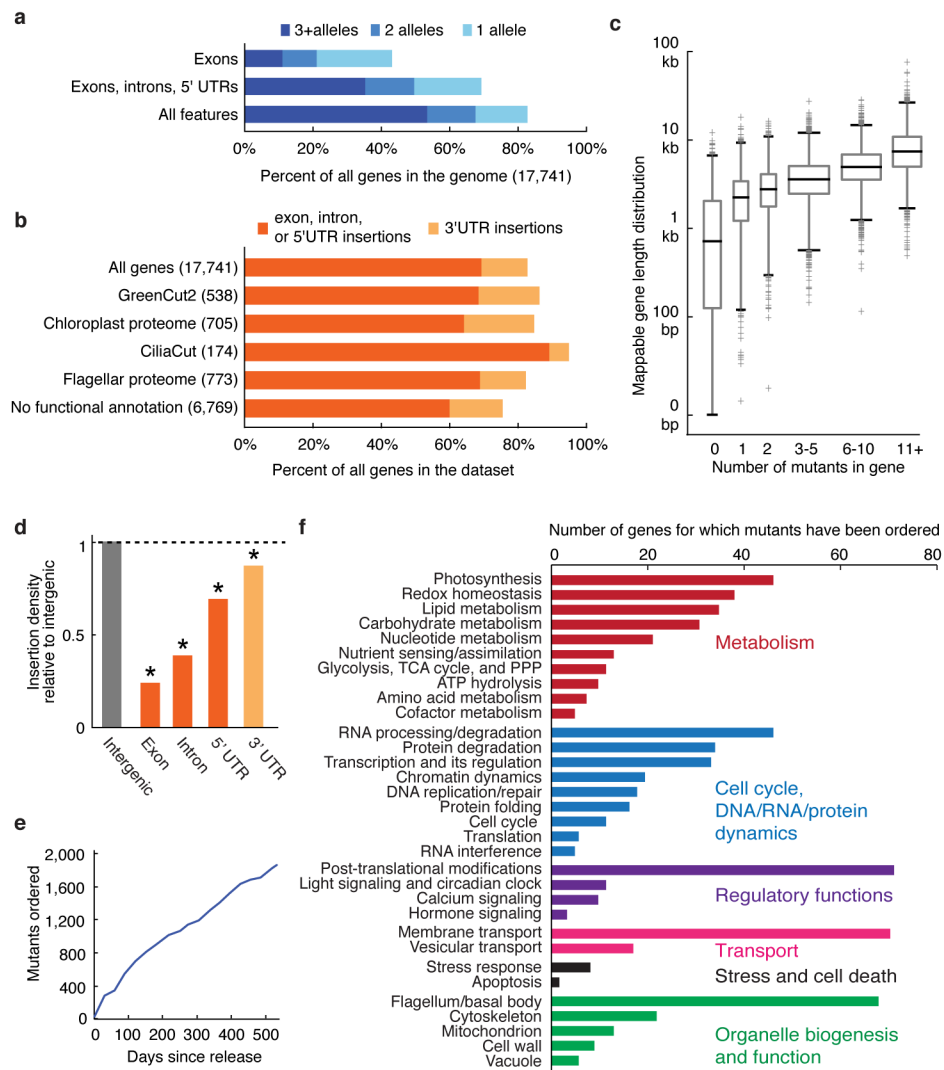 a
3+alleles 2 alleles 1 allele
Exons
Exons, introns, 5' UTRs
All features
0% 20% 40% 60% 80% 100%
Percent of all genes in the genome (17,741)
b
exon, intron,
or 5'UTR insertions
3'UTR insertions
All genes (17,741)
GreenCut2 (538)
Chloroplast proteome (705)
CiliaCut (174)
Flagellar proteome (773)
No functional annotation (6,769)
0% 20% 40% 60% 80% 100%
Percent of all genes in the dataset
c
Mappable gene length distribution
100
kb
10
kb
1
kb
100
bp
0
bp
0 1 2 3-5 6-10 11+
Number of mutants in gene
d
Insertion density
relative to intergenic
1
0.5
0
*
*
*
*
Intergenic
Exon
Intron
5' UTR
3' UTR
e
Mutants ordered
2,000
1,600
1,200
800
400
0
0 100 200 300 400 500
Days since release
f
Number of genes for which mutants have been ordered
0 20 40 60 80
Photosynthesis
Redox homeostasis
Lipid metabolism
Carbohydrate metabolism
Nucleotide metabolism
Nutrient sensing/assimilation
Glycolysis, TCA cycle, and PPP
ATP hydrolysis
Amino acid metabolism
Cofactor metabolism
Metabolism
RNA processing/degradation
Protein degradation
Transcription and its regulation
Chromatin dynamics
DNA replication/repair
Protein folding
Cell cycle
Translation
RNA interference
Cell cycle,
DNA/RNA/protein
dynamics
Post-translational modifications
Light signaling and circadian clock
Calcium signaling
Hormone signaling
Regulatory functions
Membrane transport
Vesicular transport
Transport
Stress response
Apoptosis
Stress and cell death
Flagellum/basal body
Cytoskeleton
Mitochondrion
Cell wall
Vacuole
Organelle biogenesis
and function